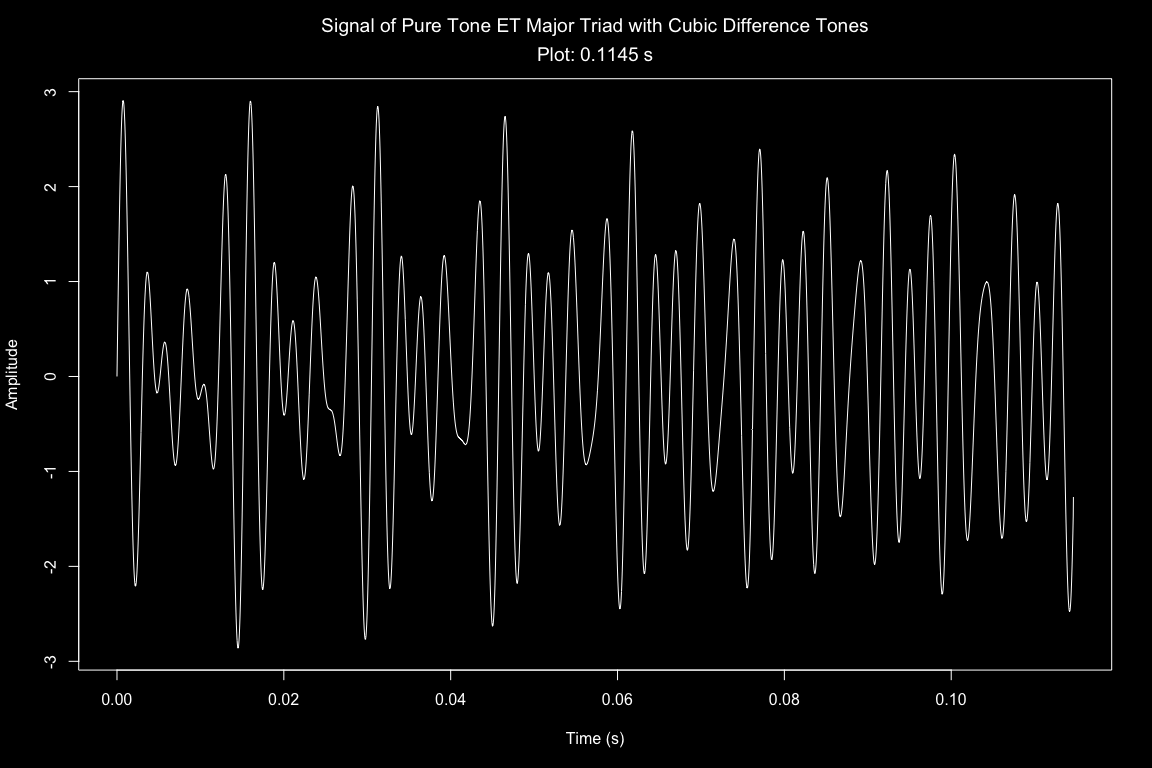 Signal of Pure Tone ET Major Triad with Cubic Difference Tones
Plot: 0.1145 s
3
2
1
0
-1
-2
-3
Amplitude
0.00 0.02 0.04 0.06 0.08 0.10
Time (s)